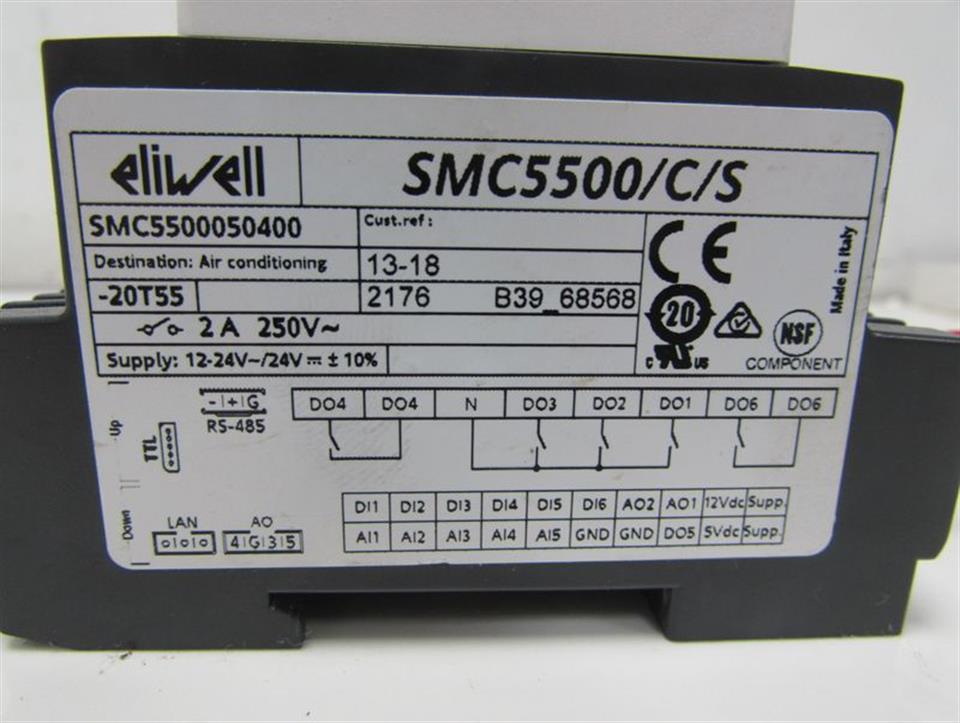 eliwell
SMC5500/C/S
SMC5500050400
Cust.ref :
Destination: Air conditioning
13-18
-20T55
2176 B39_68568
2 A 250V~
Supply: 12-24V~/24V ⎓ ± 10%
CE
20
c RU us
NSF
COMPONENT
Made in Italy
- + G
RS-485
DO4 DO4 N DO3 DO2 DO1 DO6 DO6
Up
TTL
Down
LAN
AO
4 G 3 5
DI1 DI2 DI3 DI4 DI5 DI6 AO2 AO1 12Vdc Supp.
AI1 AI2 AI3 AI4 AI5 GND GND DO5 5Vdc Supp.